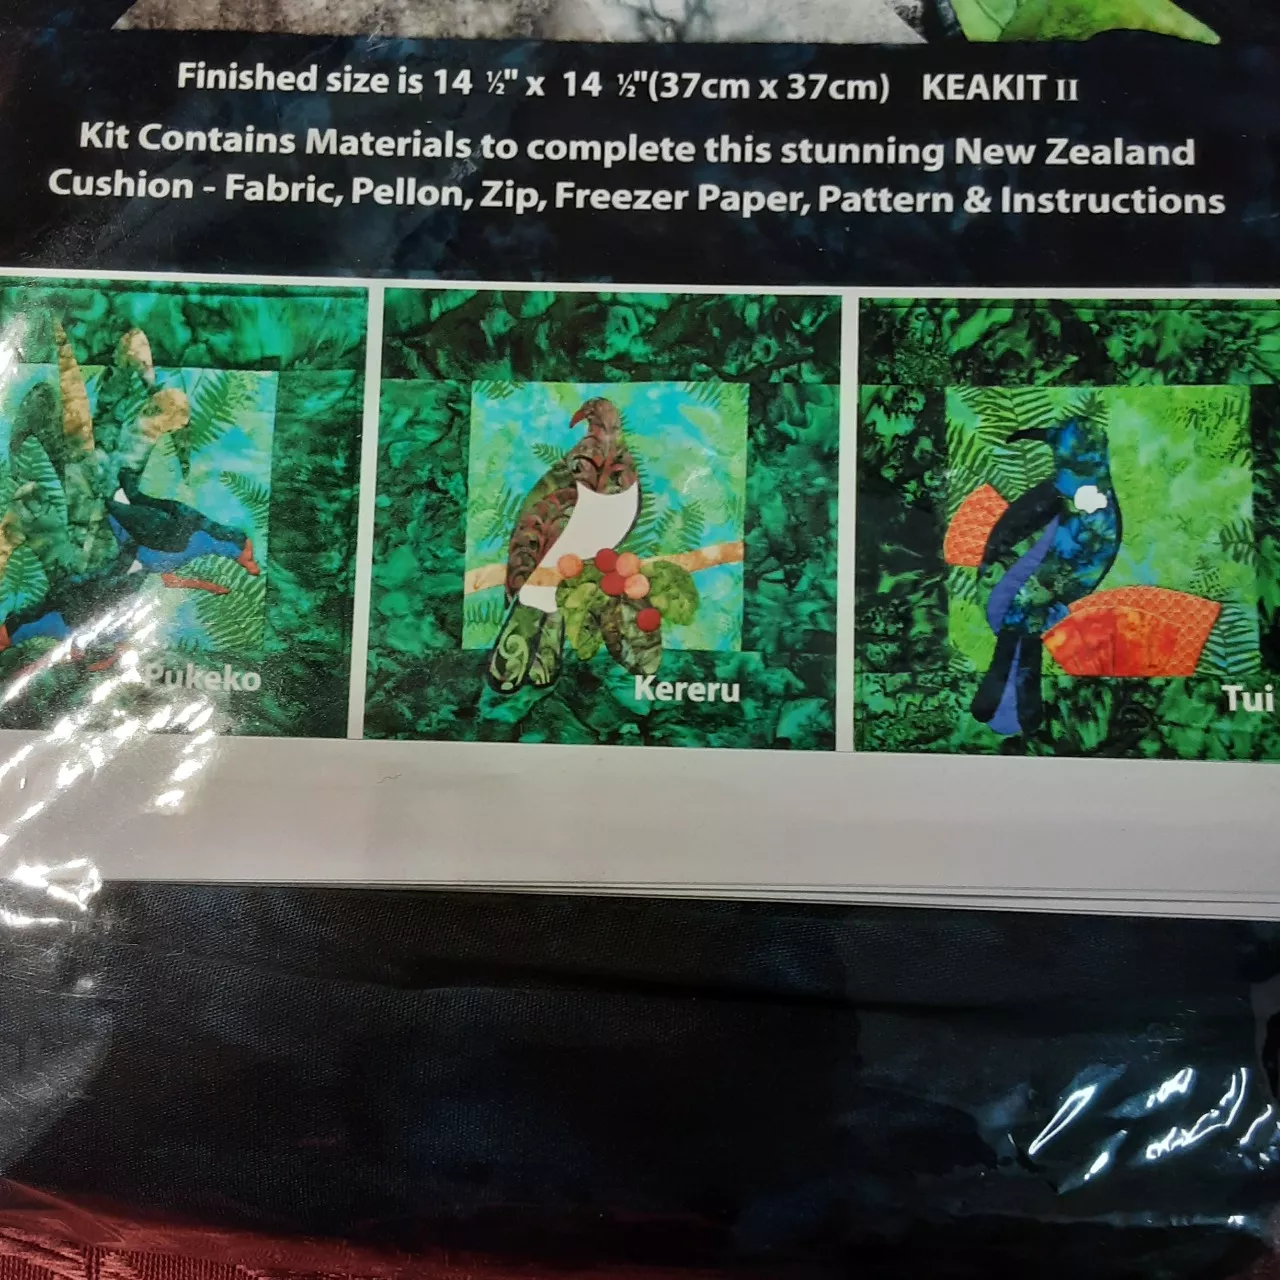 Finished size is 14 ½" x 14 ½"(37cm x 37cm) KEAKIT II
Kit Contains Materials to complete this stunning New Zealand
Cushion - Fabric, Pellon, Zip, Freezer Paper, Pattern & Instructions
Pukeko
Kereru
Tui